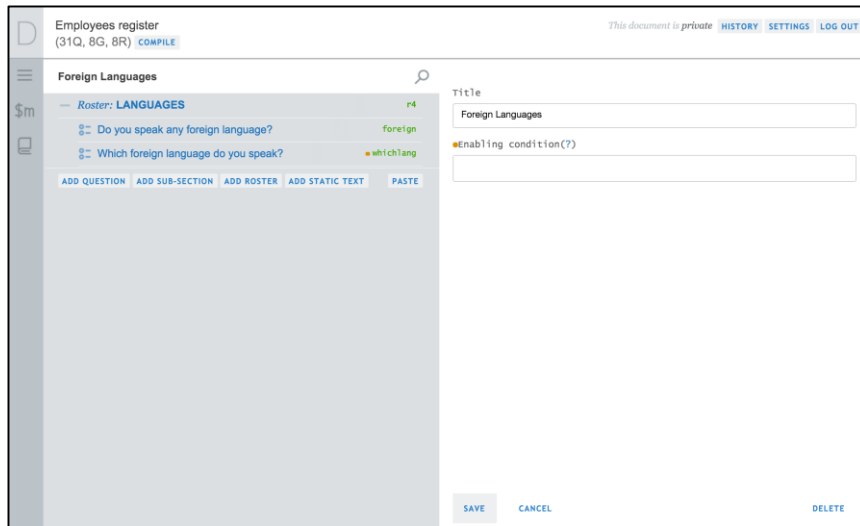 D
Employees register
(31Q, 8G, 8R) COMPILE
This document is private HISTORY SETTINGS LOG OUT
Foreign Languages
$m
— Roster: LANGUAGES r4
Do you speak any foreign language? foreign
Which foreign language do you speak? whichlang
ADD QUESTION ADD SUB-SECTION ADD ROSTER ADD STATIC TEXT PASTE
Title
Foreign Languages
Enabling condition(?)
SAVE CANCEL DELETE